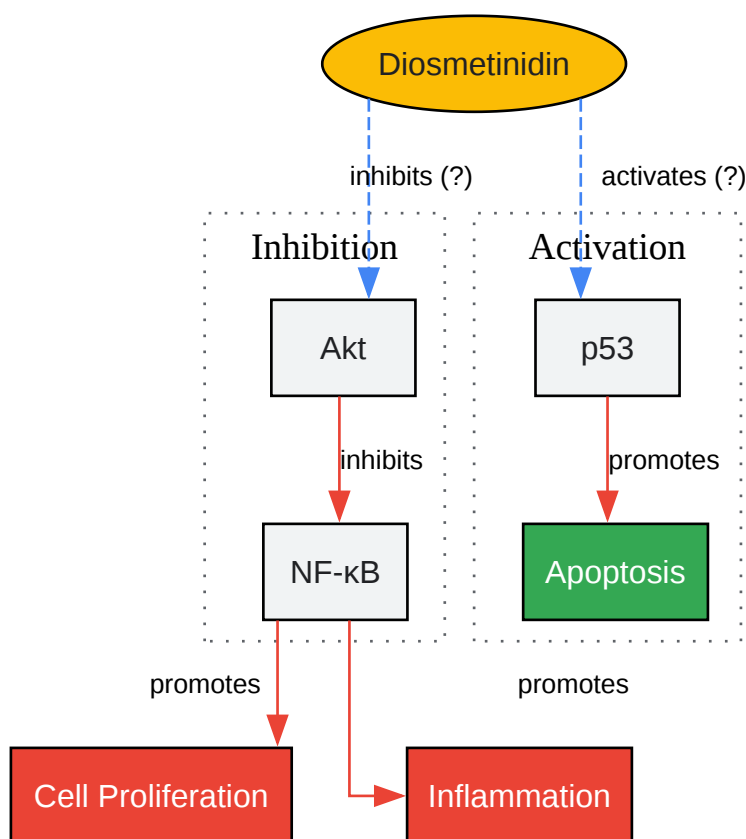 Diosmetinidin
inhibits (?)
activates (?)
Inhibition
Activation
Akt
p53
inhibits
promotes
NF-κB
Apoptosis
promotes
promotes
Cell Proliferation
Inflammation